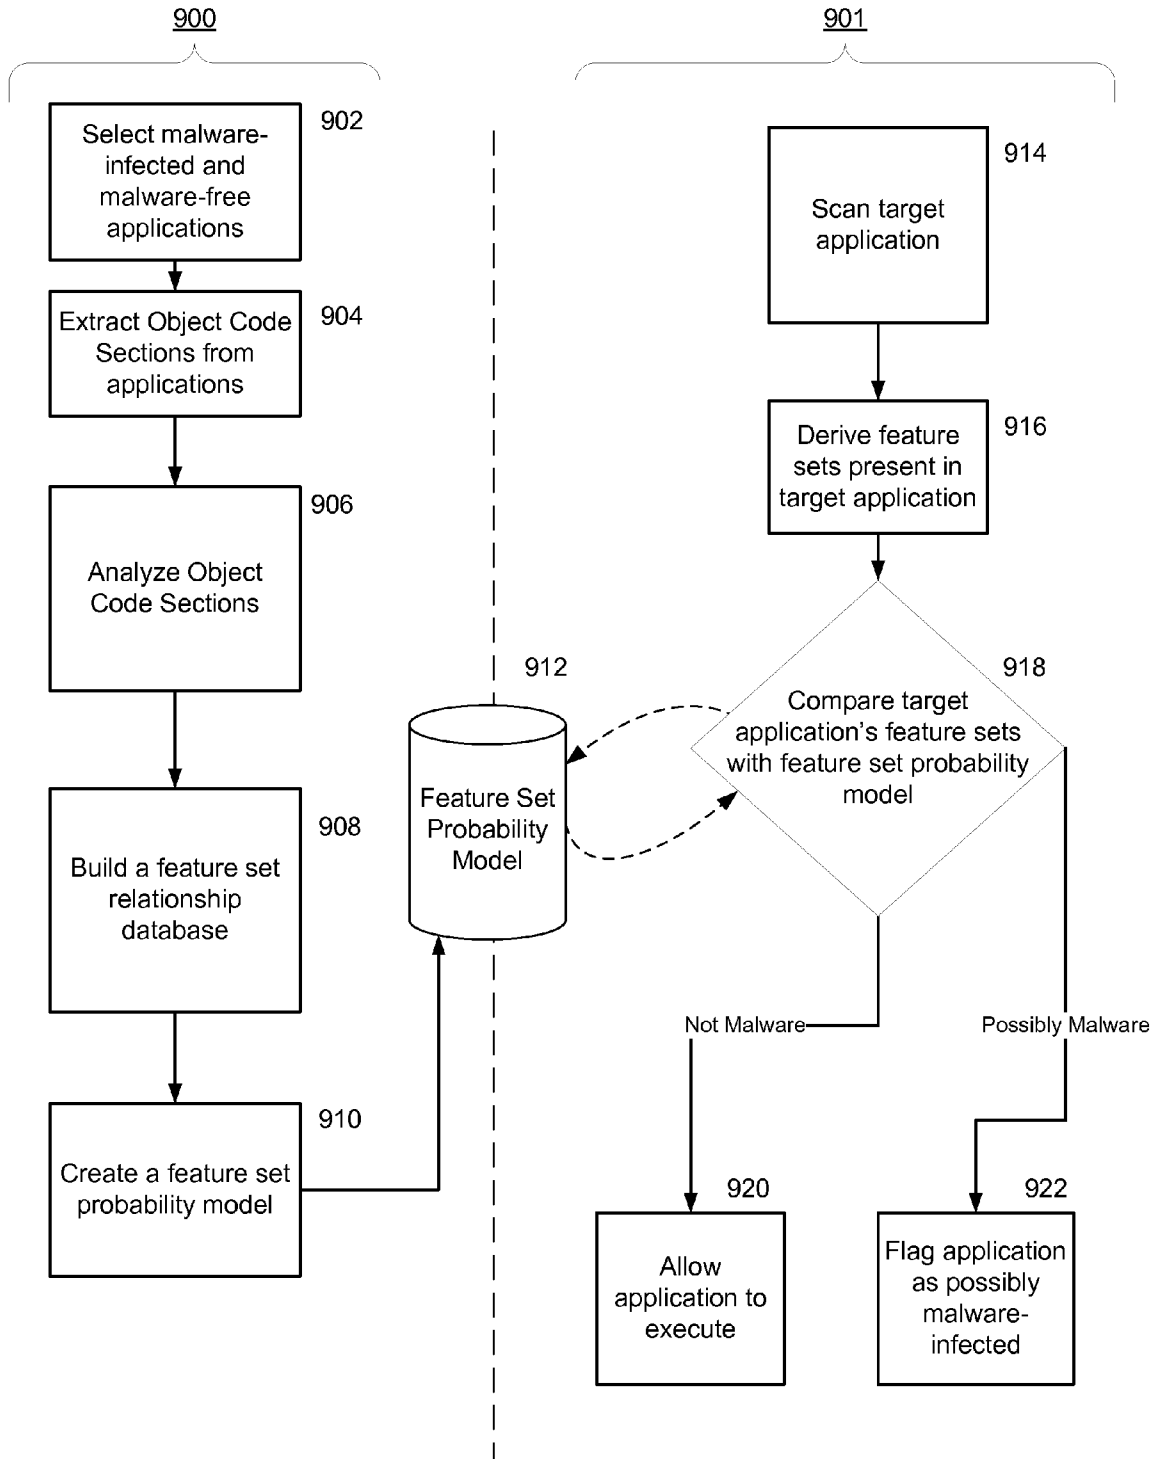 900
902
Select malware-
infected and
malware-free
applications
904
Extract Object Code
Sections from
applications
906
Analyze Object
Code Sections
908
Build a feature set
relationship
database
910
Create a feature set
probability model
912
Feature Set
Probability
Model
901
914
Scan target
application
916
Derive feature
sets present in
target application
918
Compare target
application's feature sets
with feature set probability
model
Not Malware
Possibly Malware
920
Allow
application to
execute
922
Flag application
as possibly
malware-
infected